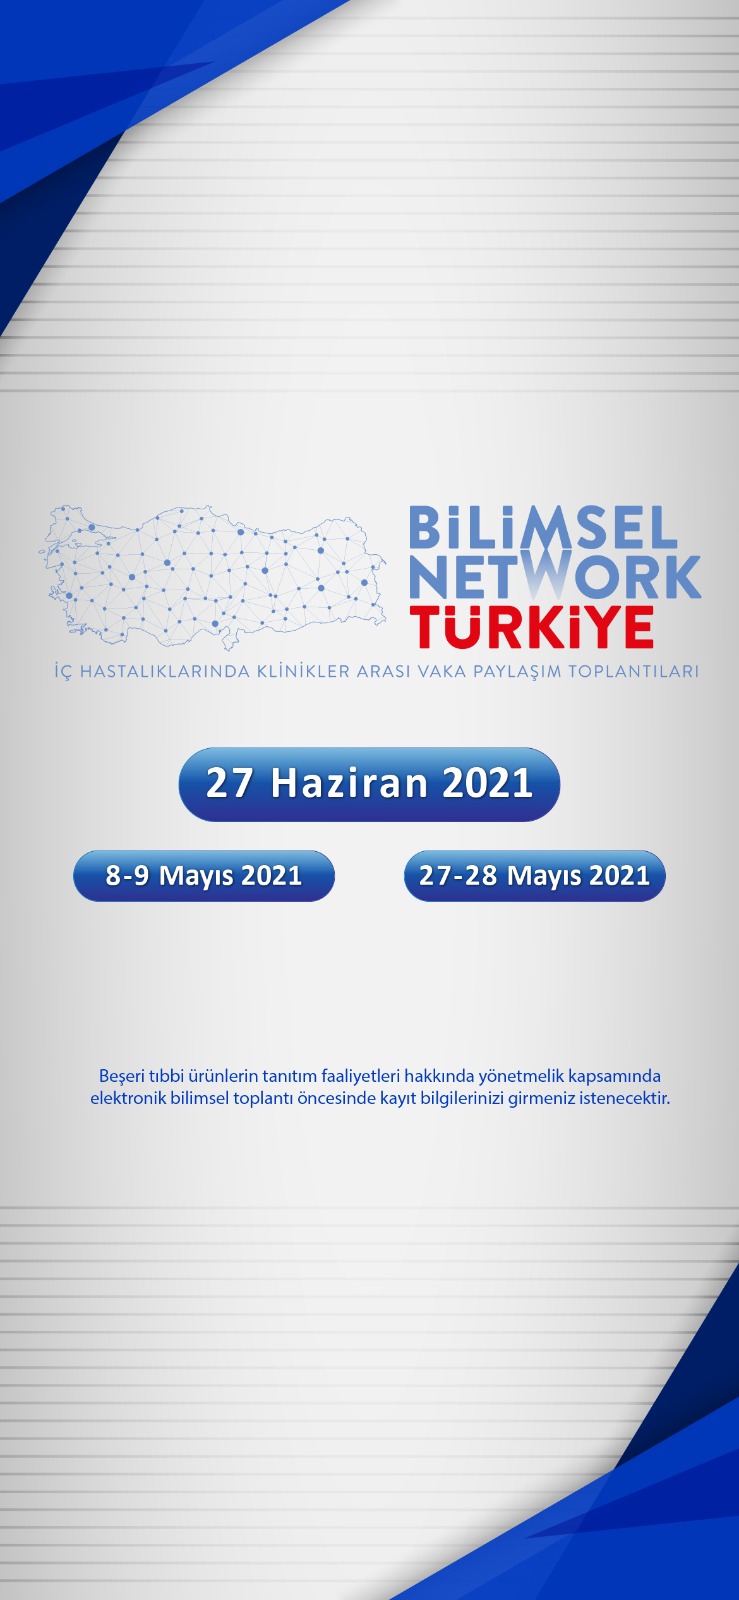 BİLİMSEL
NETWORK
TÜRKİYE
İÇ HASTALIKLARINDA KLİNİKLER ARASI VAKA PAYLAŞIM TOPLANTILARI
27 Haziran 2021
8-9 Mayıs 2021
27-28 Mayıs 2021
Beşeri tıbbi ürünlerin tanıtım faaliyetleri hakkında yönetmelik kapsamında
elektronik bilimsel toplantı öncesinde kayıt bilgilerinizi girmeniz istenecektir.